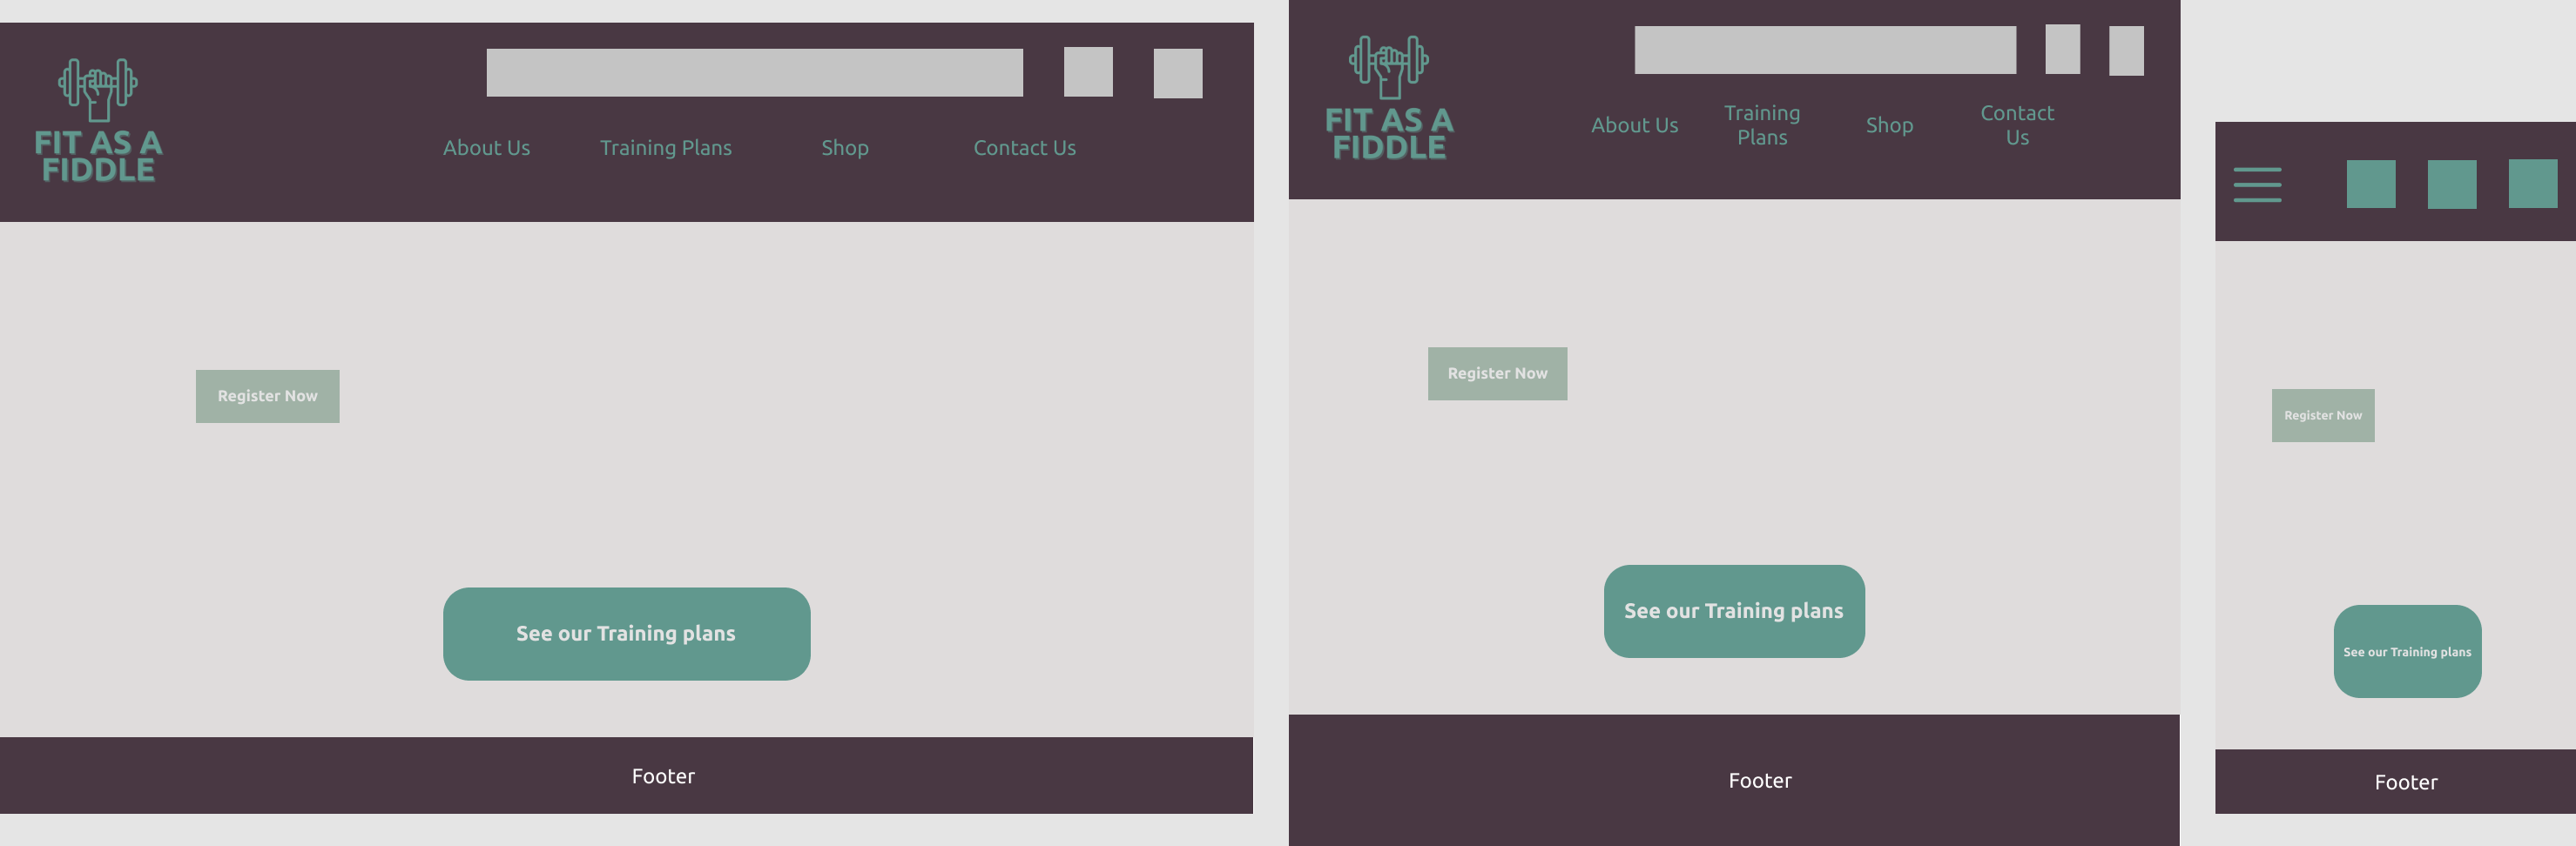 FIT AS A
FIDDLE
About Us
Training Plans
Shop
Contact Us
Register Now
See our Training plans
Footer
FIT AS A
FIDDLE
About Us
Training
Plans
Shop
Contact
Us
Register Now
See our Training plans
Footer
Register Now
See our Training plans
Footer